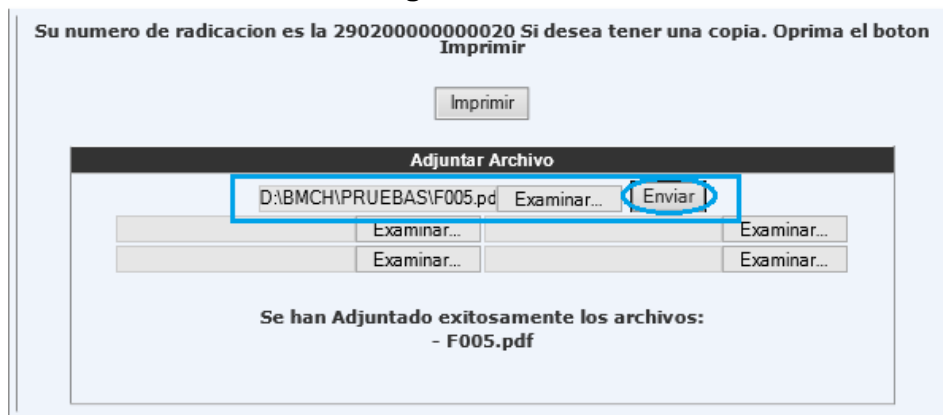 Su numero de radicacion es la 290200000000020 Si desea tener una copia. Oprima el boton
Imprimir
Imprimir
Adjuntar Archivo
D:\BMCH\PRUEBAS\F005.pd Examinar... Enviar
Examinar... Examinar...
Examinar... Examinar...
Se han Adjuntado exitosamente los archivos:
- F005.pdf